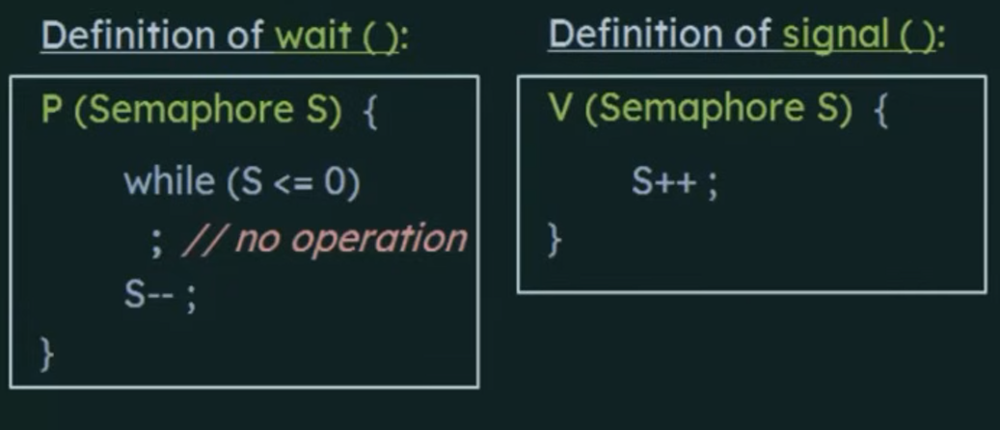 Definition of wait ( ):
P (Semaphore S) {
while (S <= 0)
; // no operation
S-- ;
}
Definition of signal ( ):
V (Semaphore S) {
S++ ;
}